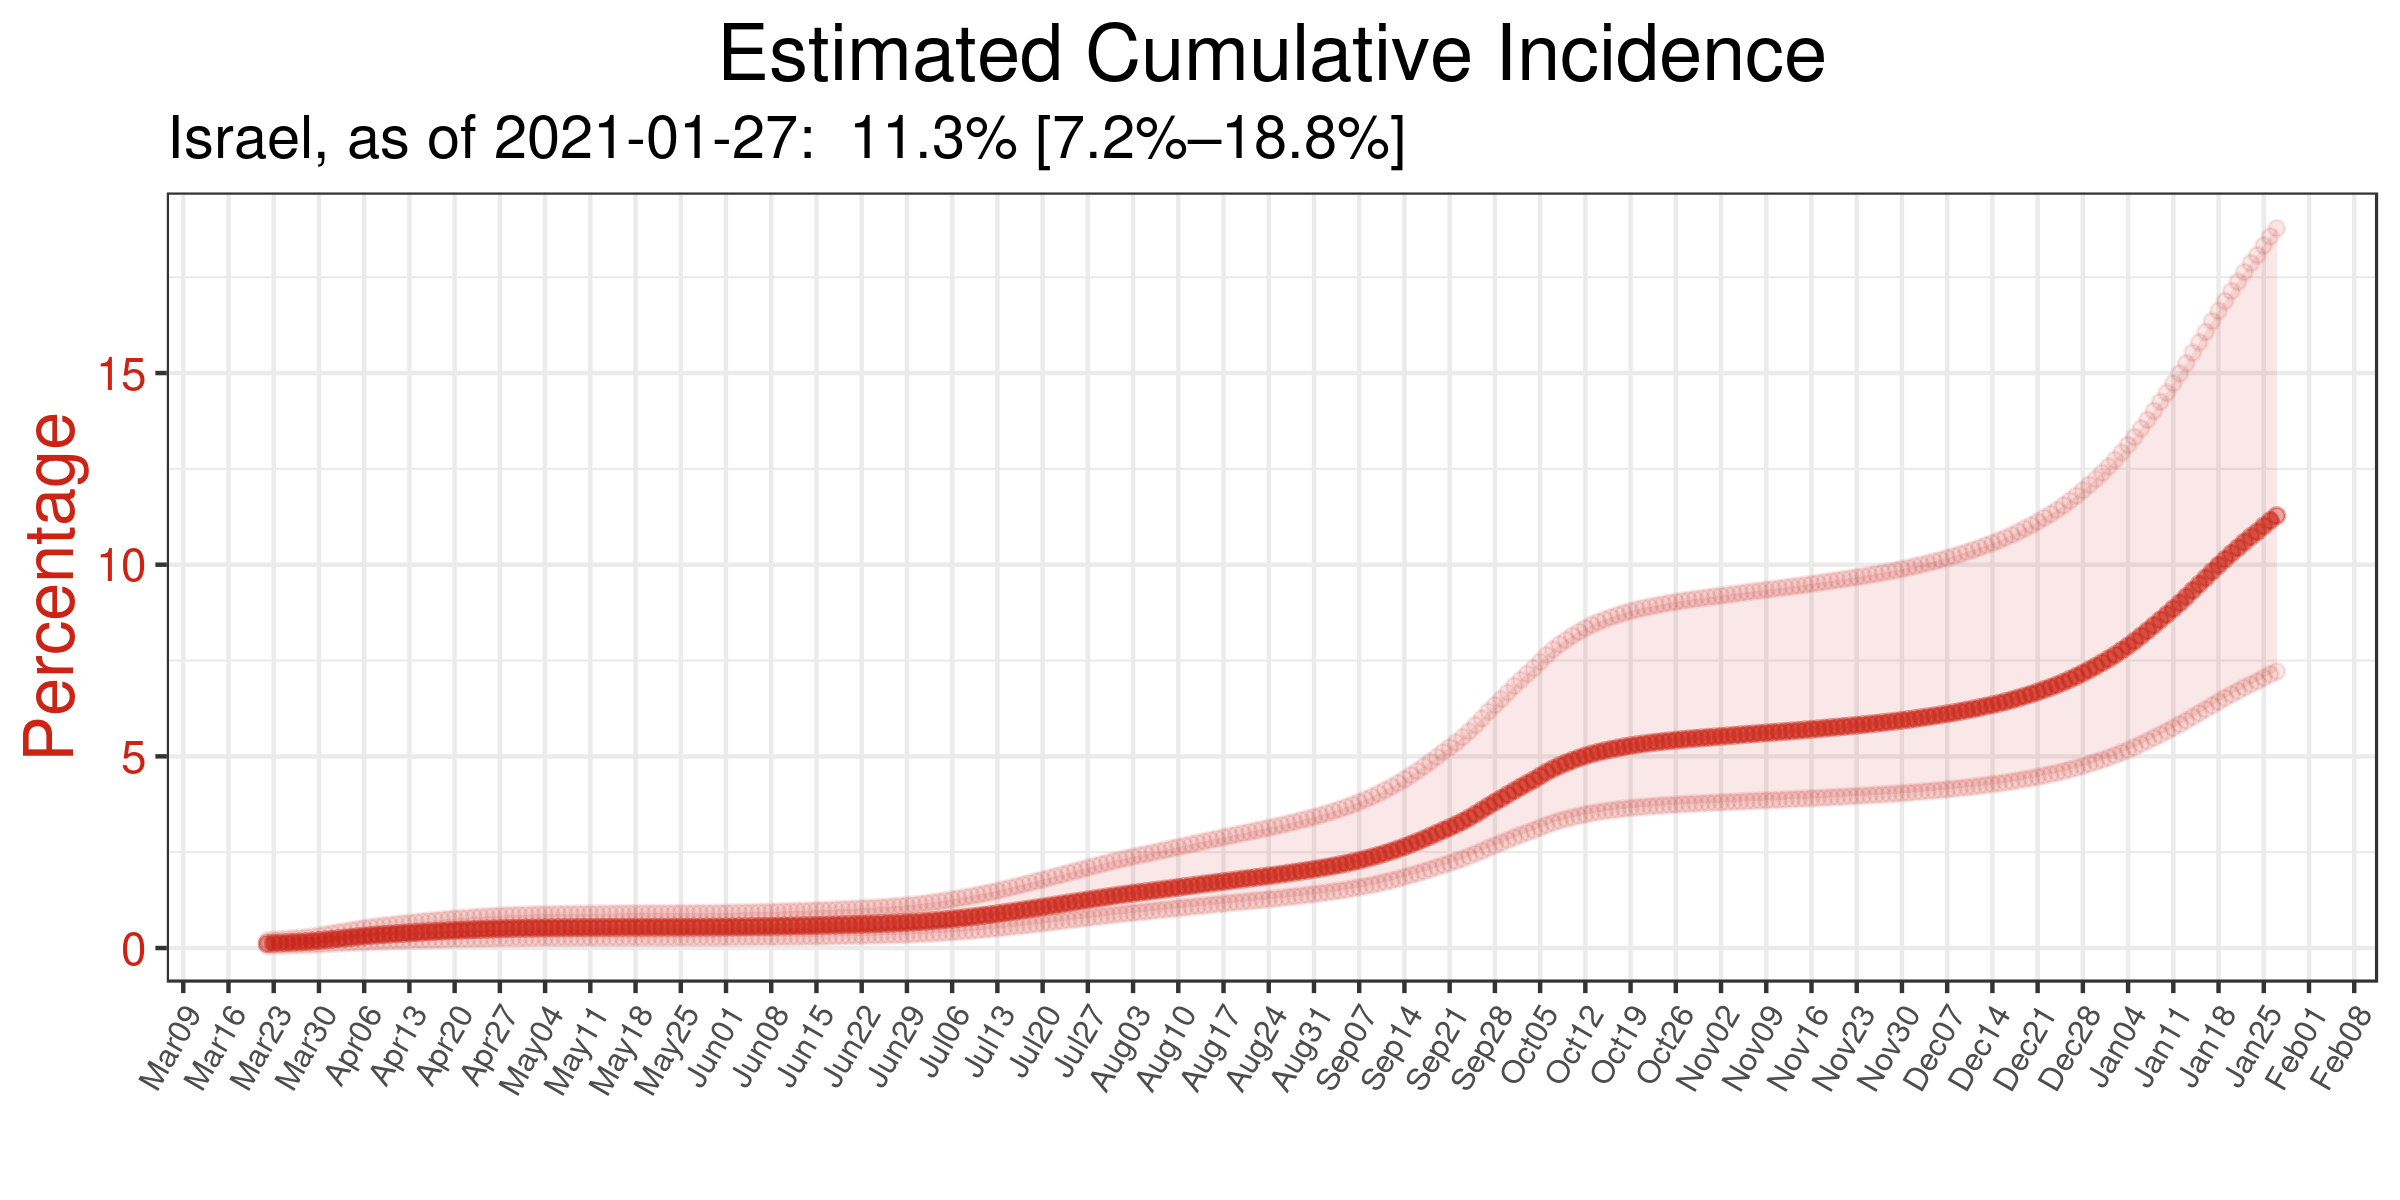 Estimated Cumulative Incidence
Israel, as of 2021-01-27:  11.3% [7.2%–18.8%]
Percentage
15
10
5
0
Mar09
Mar16
Mar23
Mar30
Apr06
Apr13
Apr20
Apr27
May04
May11
May18
May25
Jun01
Jun08
Jun15
Jun22
Jun29
Jul06
Jul13
Jul20
Jul27
Aug03
Aug10
Aug17
Aug24
Aug31
Sep07
Sep14
Sep21
Sep28
Oct05
Oct12
Oct19
Oct26
Nov02
Nov09
Nov16
Nov23
Nov30
Dec07
Dec14
Dec21
Dec28
Jan04
Jan11
Jan18
Jan25
Feb01
Feb08